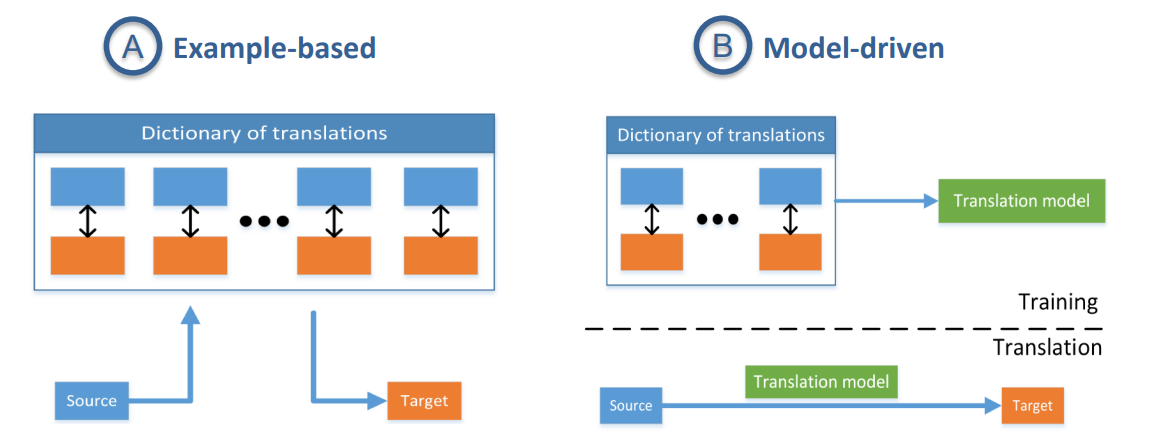 A Example-based
Dictionary of translations
Source
Target
B Model-driven
Dictionary of translations
Translation model
Training
Translation
Translation model
Source
Target